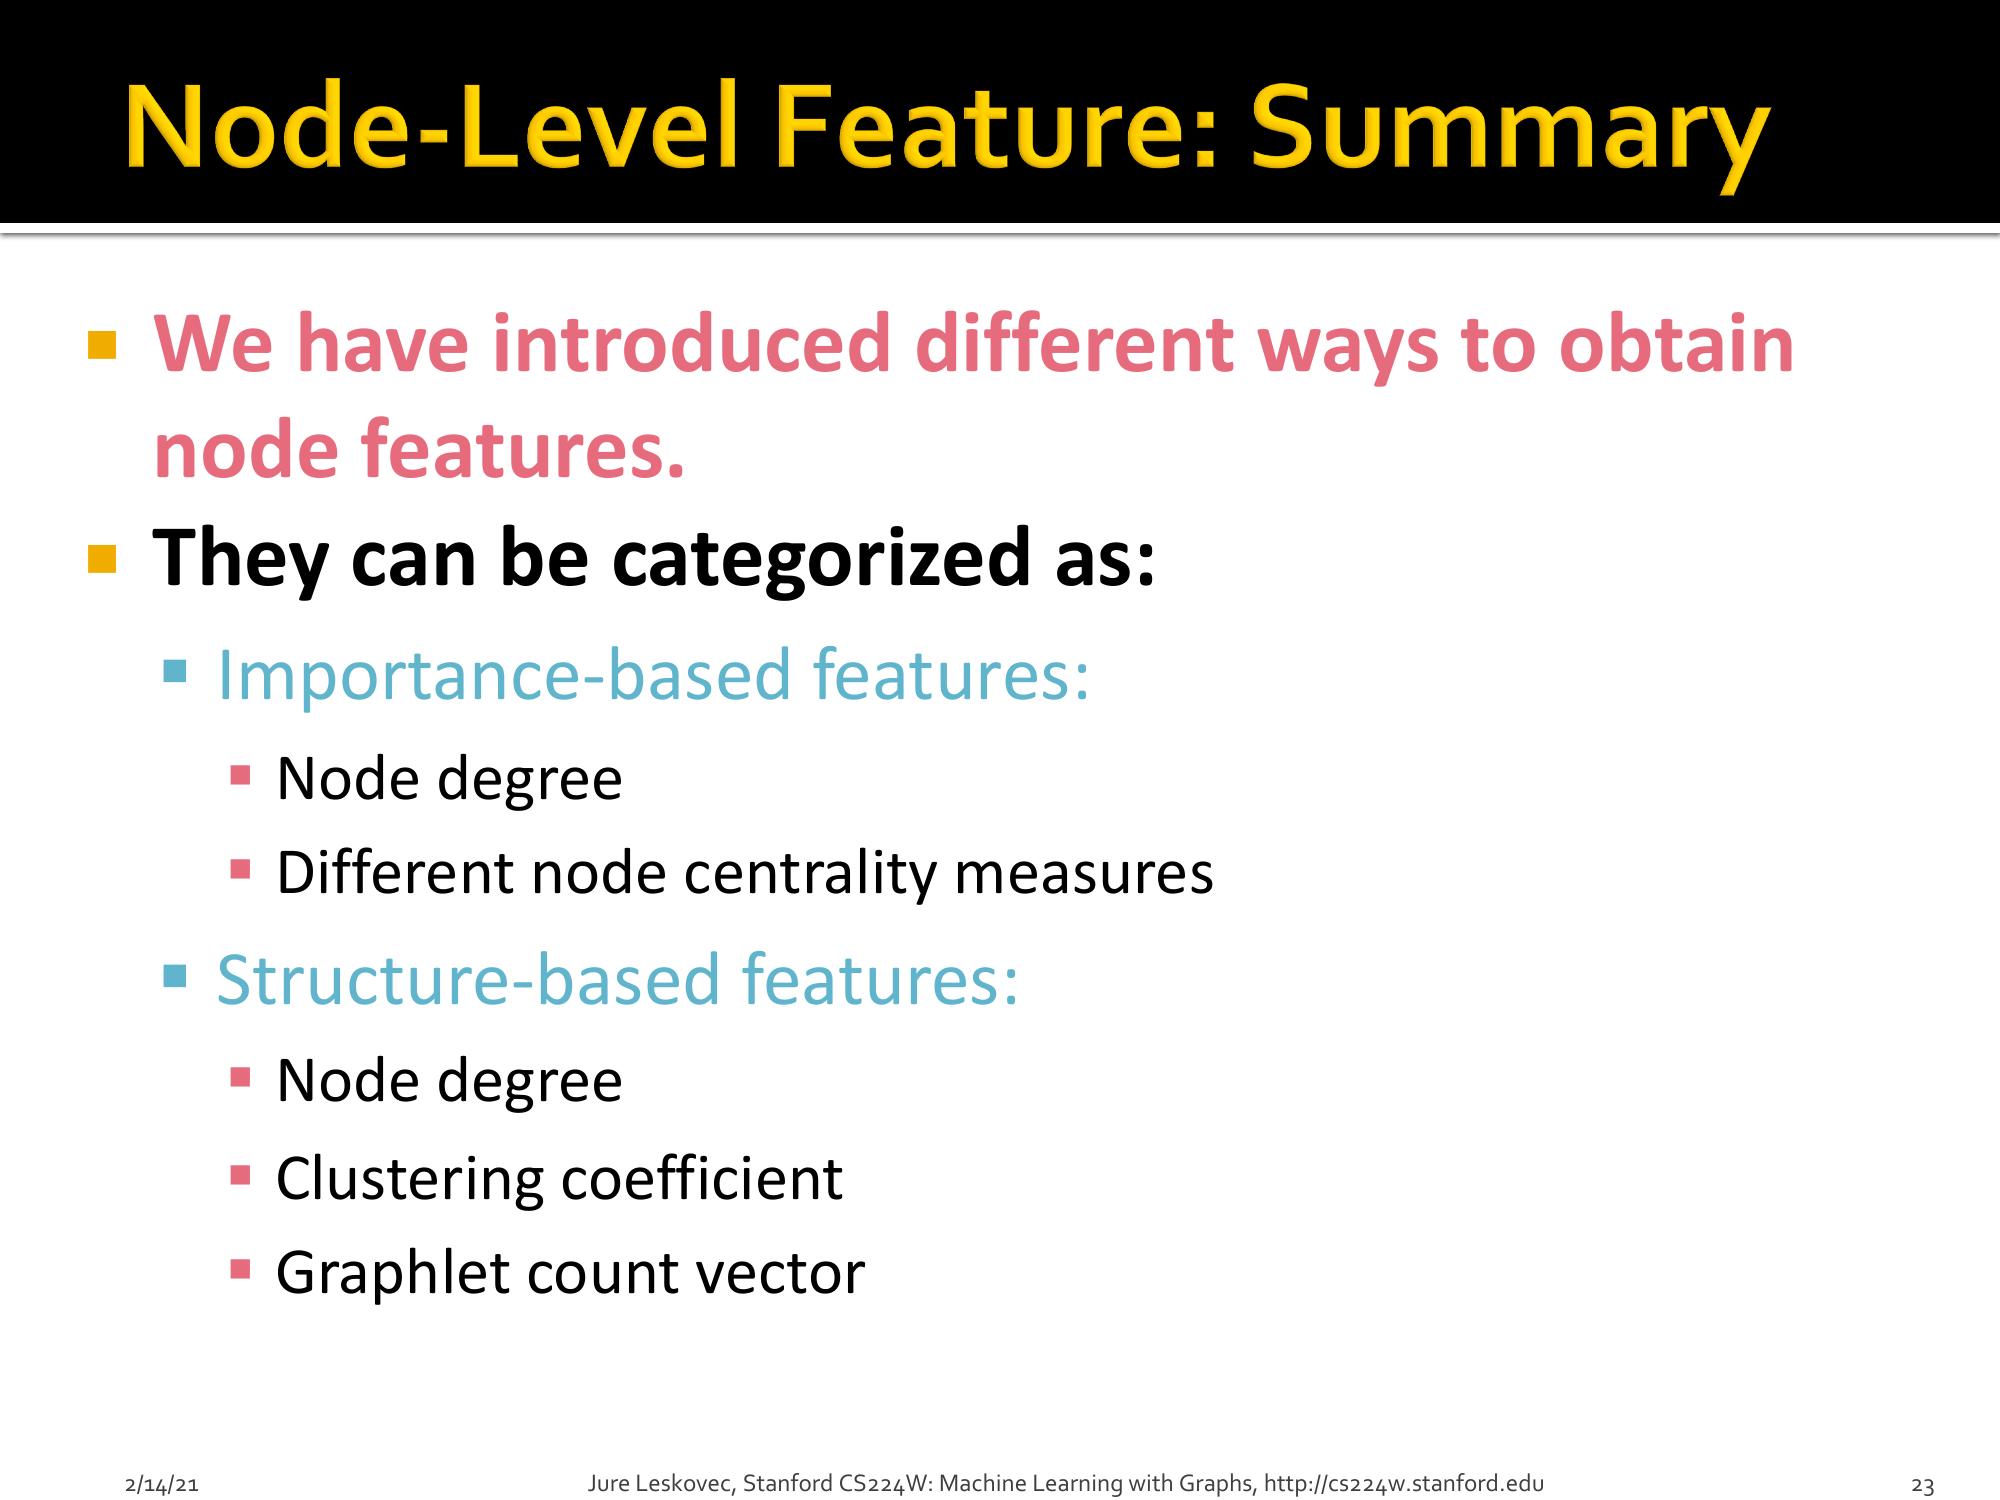 Node-Level Feature: Summary
We have introduced different ways to obtain
node features.
They can be categorized as:
Importance-based features:
Node degree
Different node centrality measures
Structure-based features:
Node degree
Clustering coefficient
Graphlet count vector
2/14/21
Jure Leskovec, Stanford CS224W: Machine Learning with Graphs, http://cs224w.stanford.edu
23